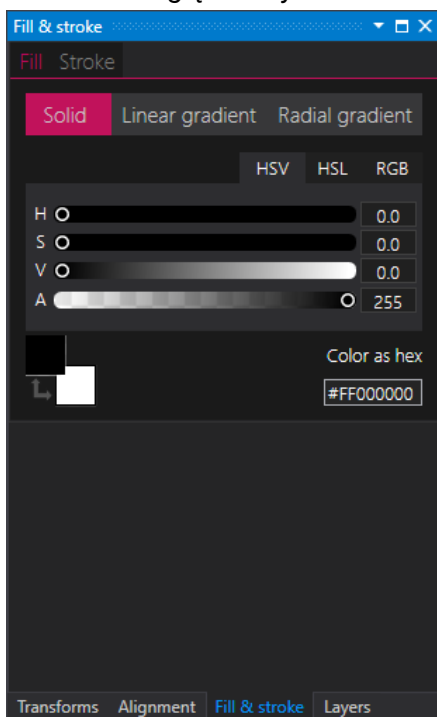 Fill & stroke
Fill Stroke
Solid Linear gradient Radial gradient
HSV HSL RGB
H 0.0
S 0.0
V 0.0
A 255
Color as hex
#FF000000
Transforms Alignment Fill & stroke Layers